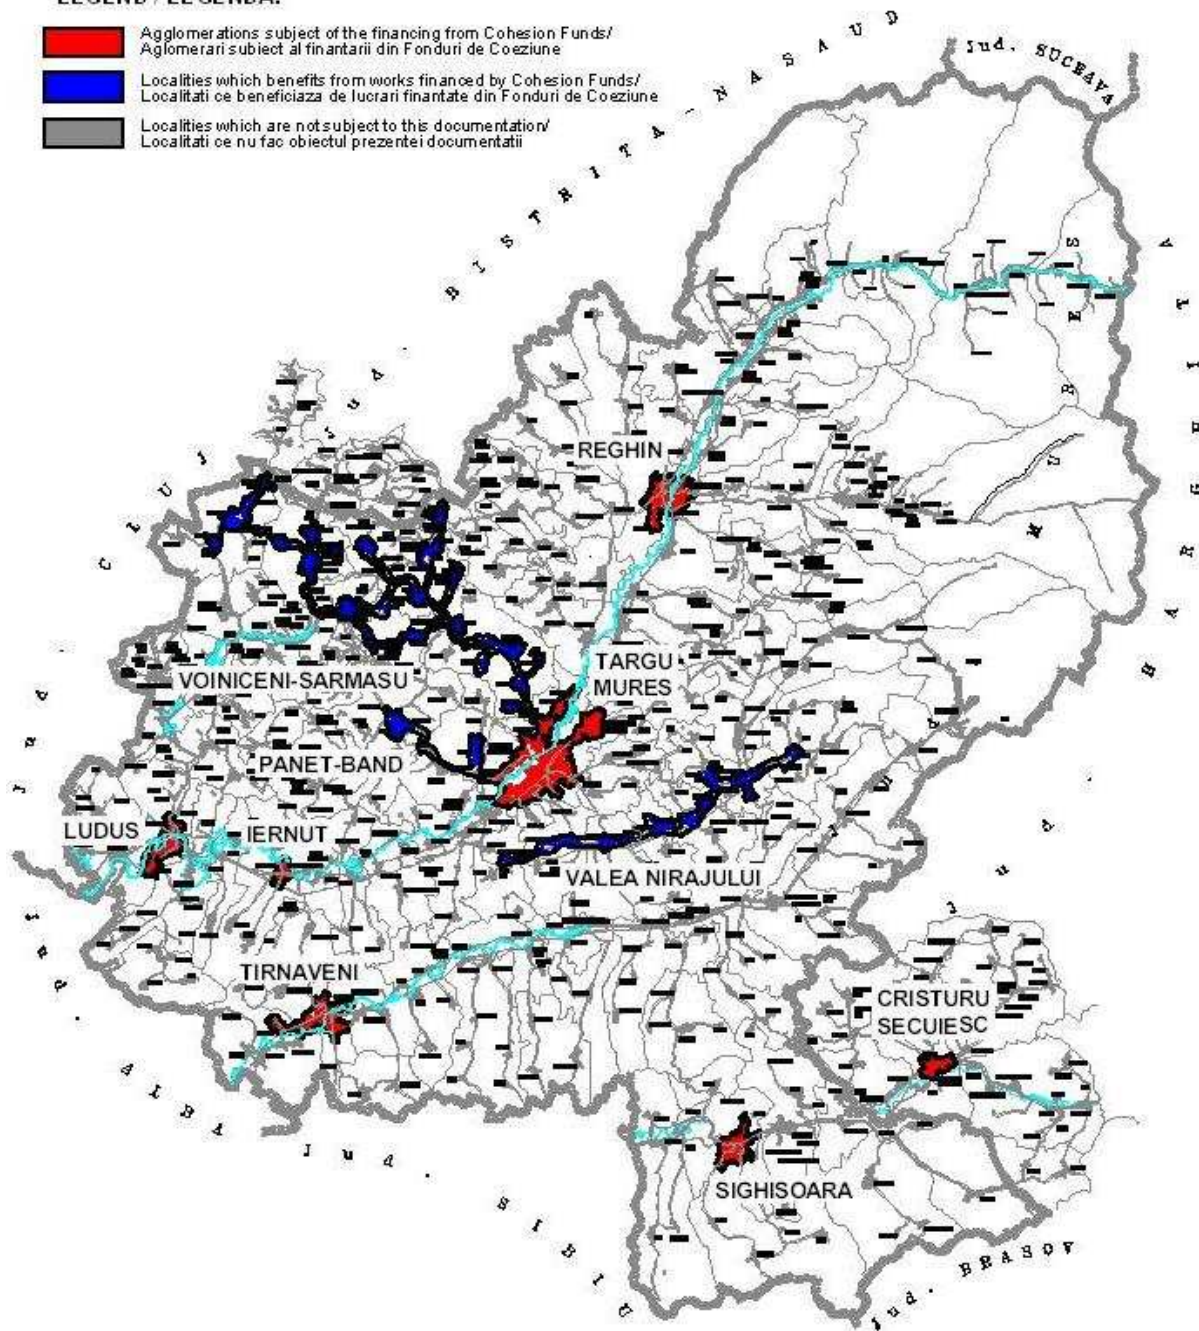 LEGEND / LEGENDA:
Agglomerations subject of the financing from Cohesion Funds/
Aglomerari subiect al finantarii din Fonduri de Coeziune
Localities which benefits from works financed by Cohesion Funds/
Localitati ce beneficiaza de lucrari finantate din Fonduri de Coeziune
Localities which are not subject to this documentation/
Localitati ce nu fac obiectul prezentei documentatii
Jud. SUCEAVA
Jud. BISTRITA-NASAUD
Jud. CLUJ
MURES
Jud. HARGHITA
REGHIN
TARGU
MURES
VOINICENI-SARMASU
PANET-BAND
LUDUS
IERNUT
VALEA NIRAJULUI
TIRNAVENI
CRISTURU
SECUIESC
SIGHISOARA
Jud. ALBA
Jud. SIBIU
Jud. BRASOV